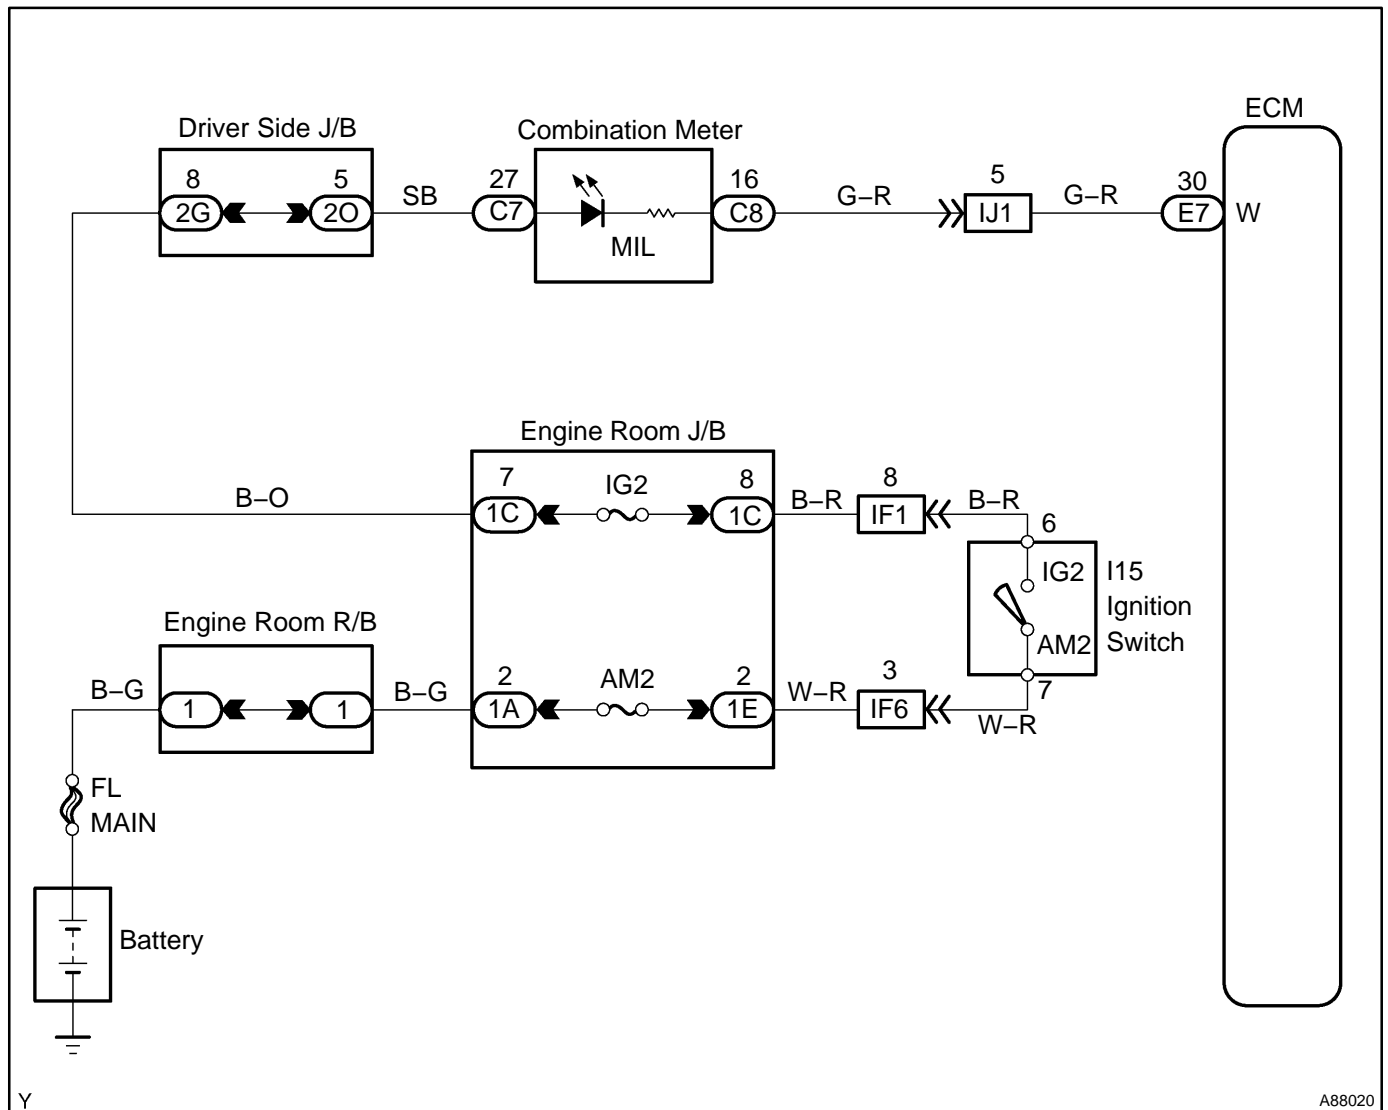 ECM
Driver Side J/B
Combination Meter
8
5
27
16
5
30
2G
2O
SB
C7
MIL
C8
G–R
IJ1
G–R
E7
W
Engine Room J/B
7
IG2
8
8
B–O
1C
1C
B–R
IF1
B–R
6
IG2
I15
Ignition
Switch
AM2
Engine Room R/B
2
AM2
2
3
7
B–G
1
1
B–G
1A
1E
W–R
IF6
W–R
FL
MAIN
Battery
Y
A88020